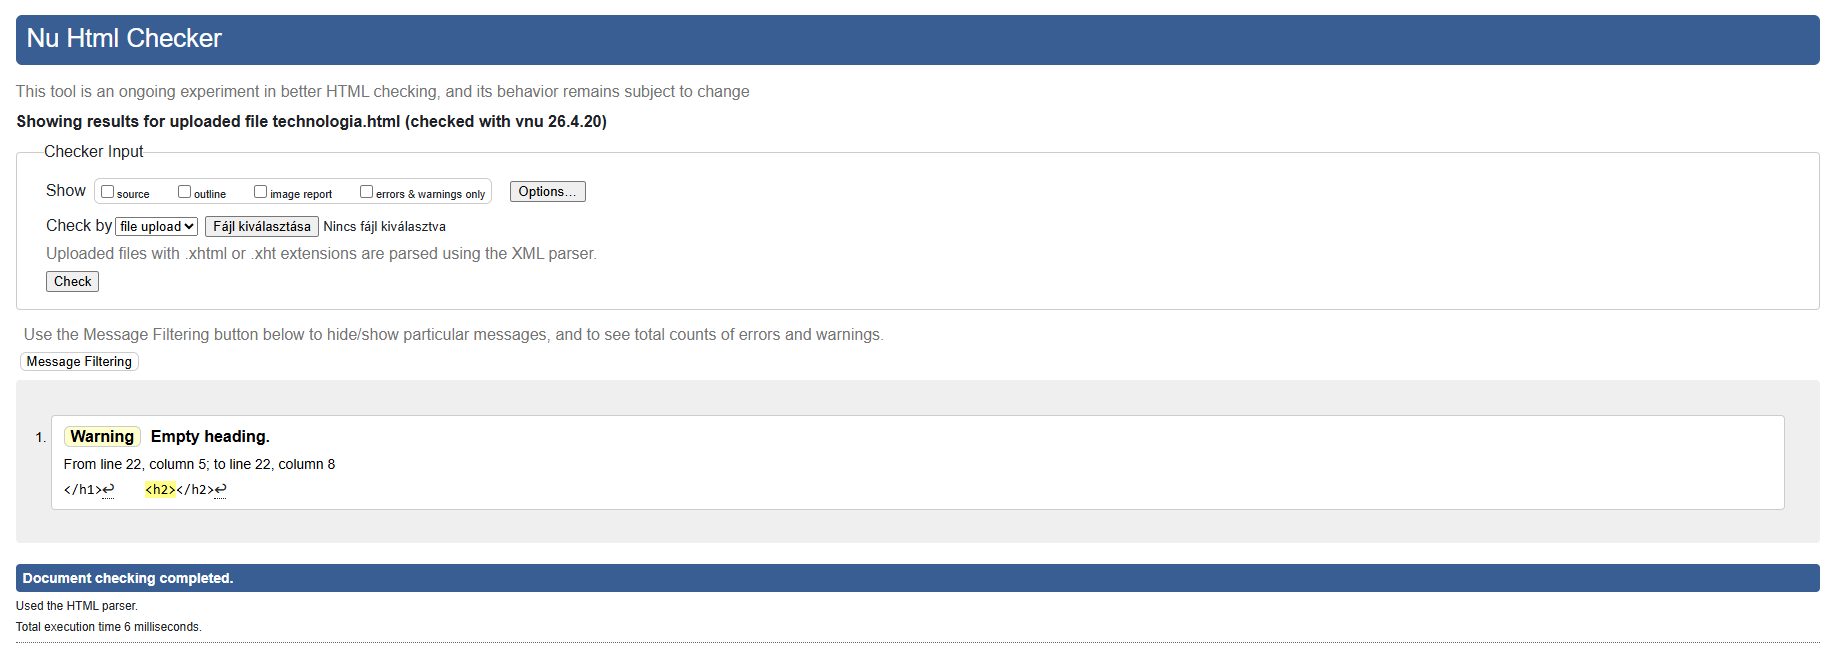 Nu Html Checker
This tool is an ongoing experiment in better HTML checking, and its behavior remains subject to change
Showing results for uploaded file technologia.html (checked with vnu 26.4.20)
Checker Input
Show source outline image report errors & warnings only Options...
Check by file upload Fájl kiválasztása Nincs fájl kiválasztva
Uploaded files with .xhtml or .xht extensions are parsed using the XML parser.
Check
Use the Message Filtering button below to hide/show particular messages, and to see total counts of errors and warnings.
Message Filtering
1. Warning Empty heading.
From line 22, column 5; to line 22, column 8
</h1>↩ <h2></h2>↩
Document checking completed.
Used the HTML parser.
Total execution time 6 milliseconds.